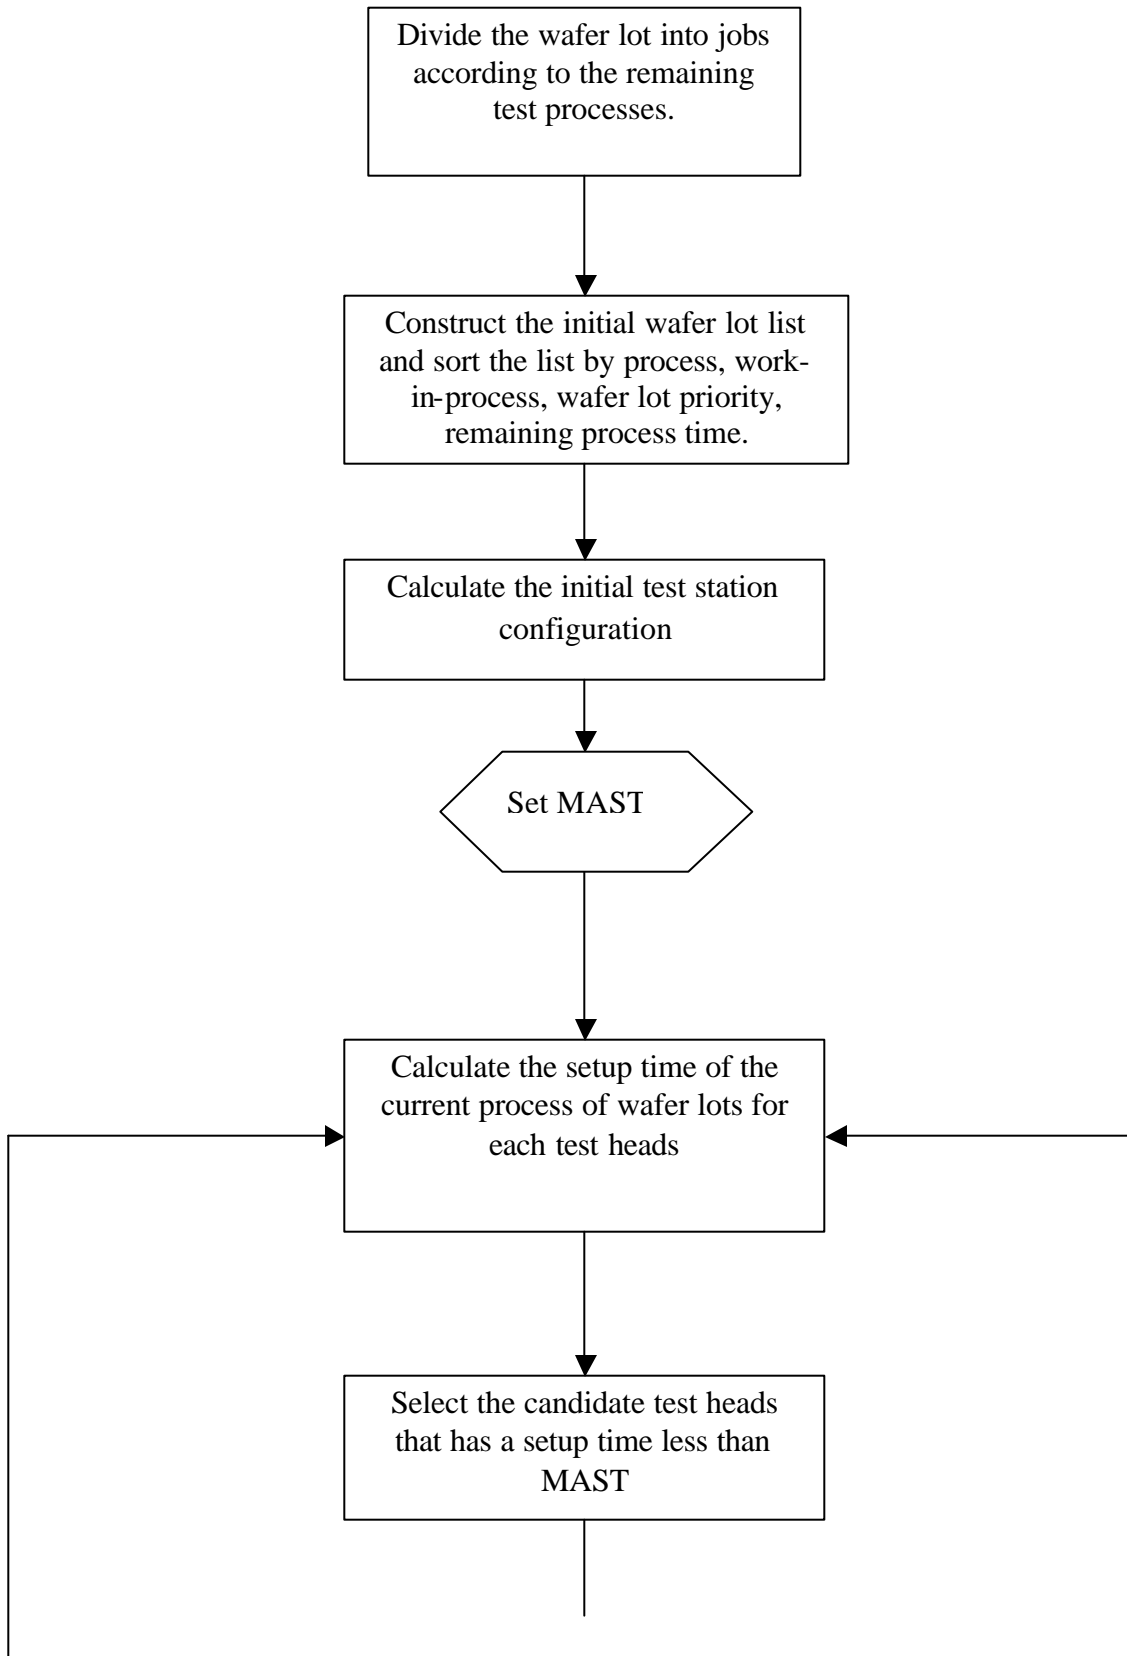 Divide the wafer lot into jobs
according to the remaining
test processes.
Construct the initial wafer lot list
and sort the list by process, work-
in-process, wafer lot priority,
remaining process time.
Calculate the initial test station
configuration
Set MAST
Calculate the setup time of the
current process of wafer lots for
each test heads
Select the candidate test heads
that has a setup time less than
MAST